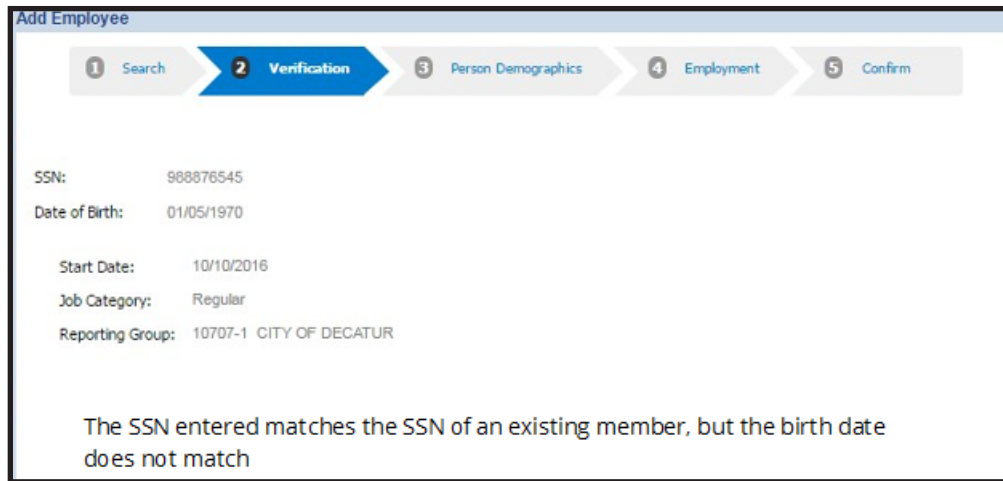 Add Employee
1 Search 2 Verification 3 Person Demographics 4 Employment 5 Confirm
SSN: 988876545
Date of Birth: 01/05/1970
Start Date: 10/10/2016
Job Category: Regular
Reporting Group: 10707-1 CITY OF DECATUR
The SSN entered matches the SSN of an existing member, but the birth date
does not match